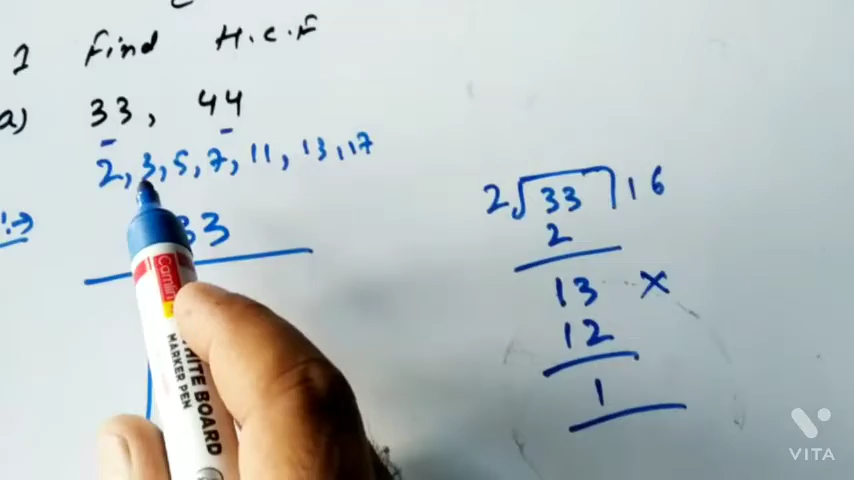 1 Find H.C.F
a) 33, 44
2, 3, 5, 7, 11, 13, 17
!→ 33
2 33 16
2
13 ×
12
1
Camlin
WHITE BOARD
MARKER PEN
VITA